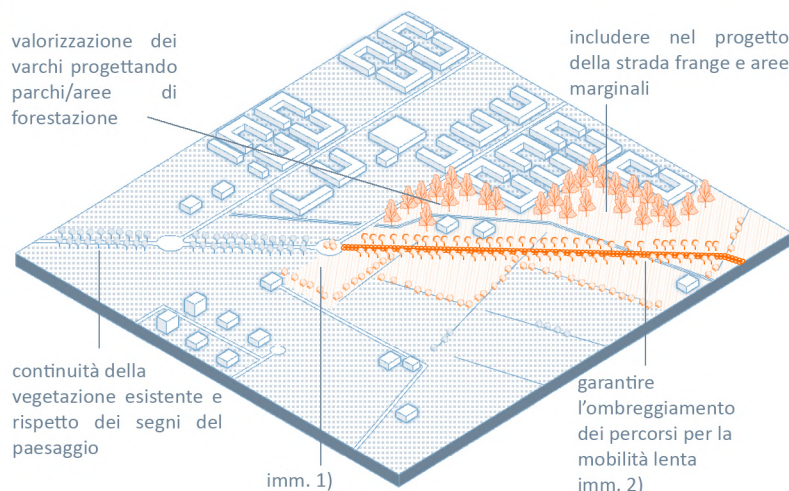 valorizzazione dei
varchi progettando
parchi/aree di
forestazione
includere nel progetto
della strada frange e aree
marginali
continuità della
vegetazione esistente e
rispetto dei segni del
paesaggio
imm. 1)
garantire
l'ombreggiamento
dei percorsi per la
mobilità lenta
imm. 2)